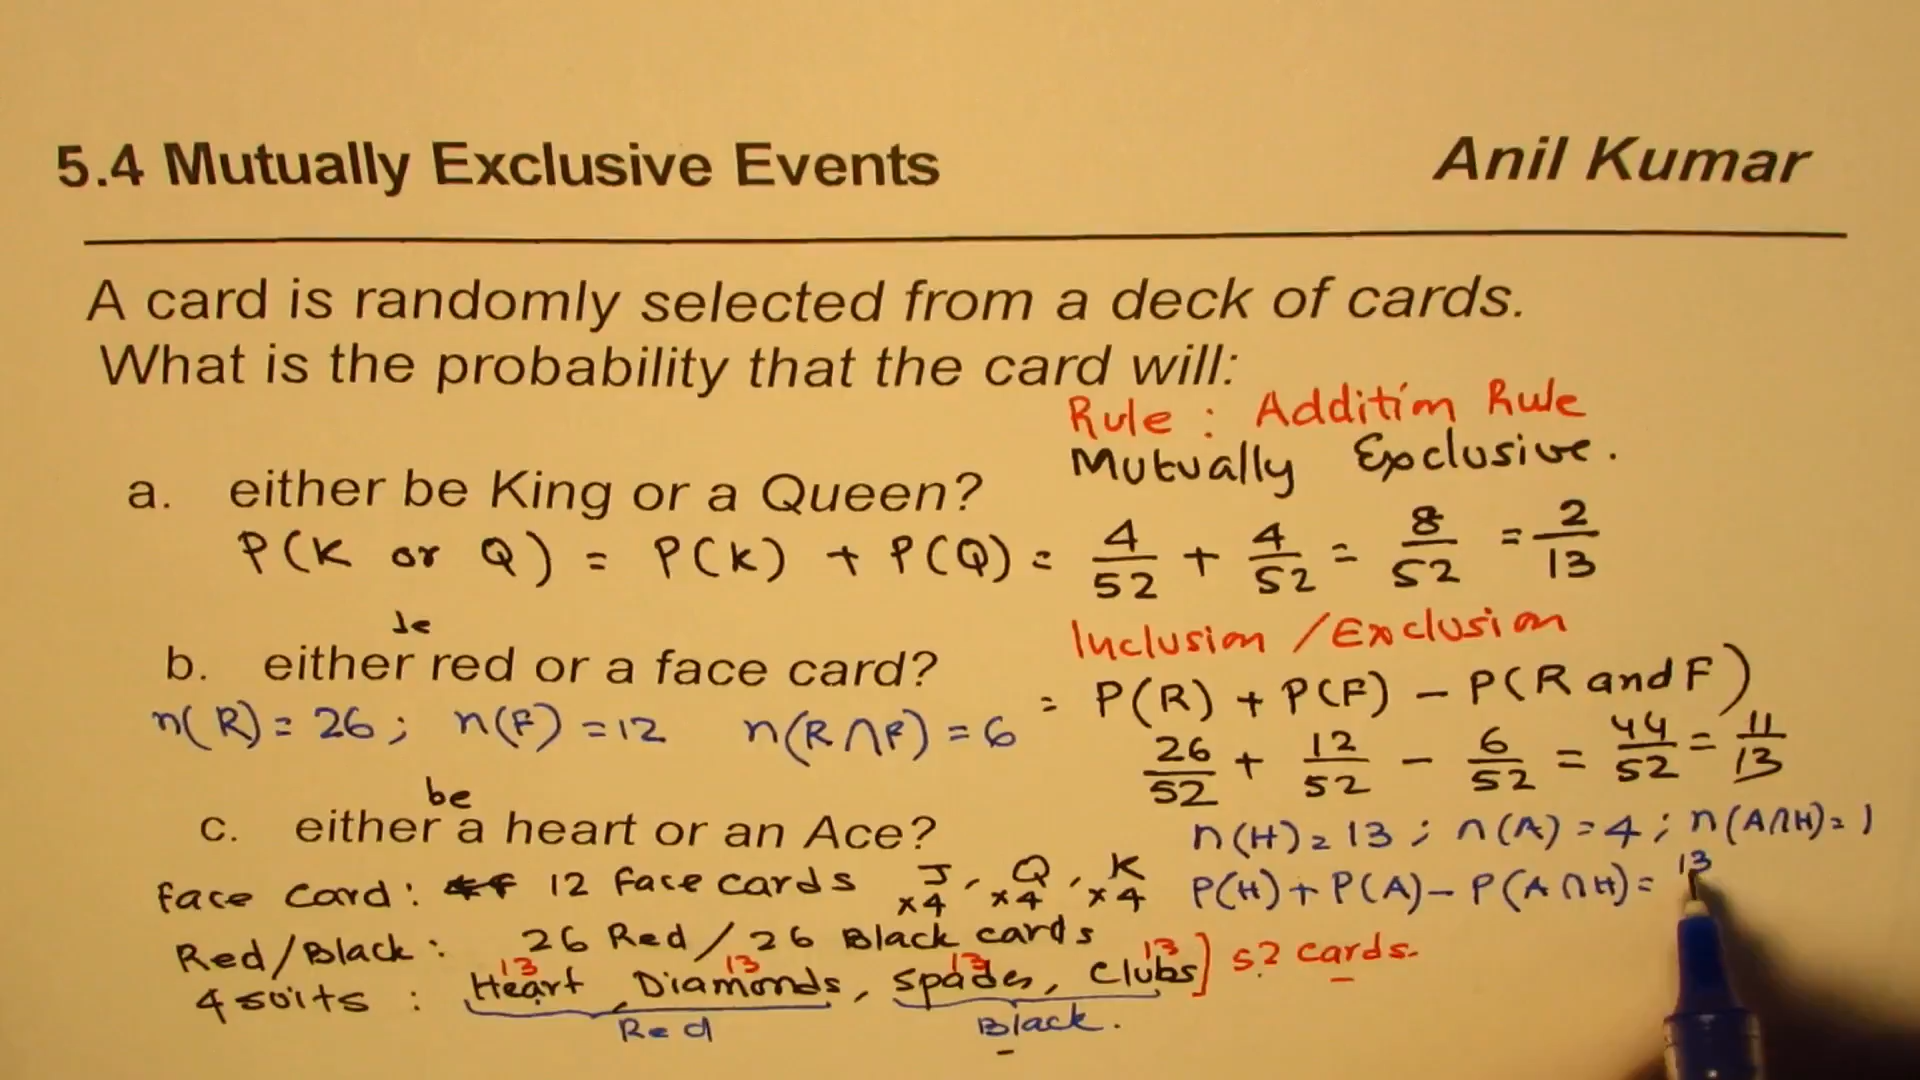 5.4 Mutually Exclusive Events Anil Kumar
A card is randomly selected from a deck of cards.
What is the probability that the card will:
Rule : Addition Rule
Mutually Exclusive.
a. either be King or a Queen?
P(K or Q) = P(K) + P(Q) = 4/52 + 4/52 = 8/52 = 2/13
be
b. either red or a face card?
Inclusion / Exclusion
= P(R) + P(F) - P(R and F)
n(R) = 26 ; n(F) = 12 n(R∩F) = 6
26/52 + 12/52 - 6/52 = 44/52 = 11/13
be
c. either a heart or an Ace?
n(H) = 13 ; n(A) = 4 ; n(A∩H) = 1
P(H) + P(A) - P(A∩H) = 13
Face Card : 12 Face cards J, Q, K
×4 ×4 ×4
Red/Black : 26 Red / 26 Black cards
13 13 13 13
4 suits : Heart, Diamonds, Spades, Clubs] 52 cards.
Red Black.